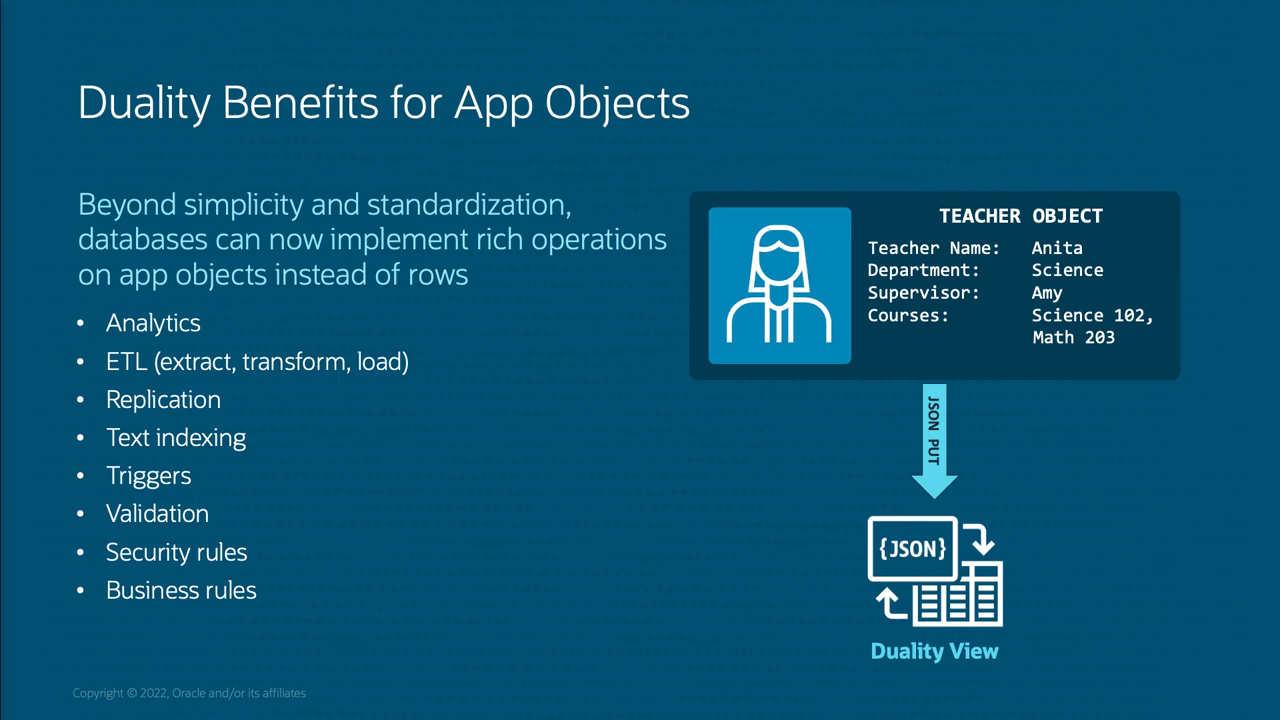 Duality Benefits for App Objects
Beyond simplicity and standardization,
databases can now implement rich operations
on app objects instead of rows
• Analytics
• ETL (extract, transform, load)
• Replication
• Text indexing
• Triggers
• Validation
• Security rules
• Business rules
TEACHER OBJECT
Teacher Name: Anita
Department: Science
Supervisor: Amy
Courses: Science 102,
Math 203
JSON PUT
{JSON}
Duality View
Copyright © 2022, Oracle and/or its affiliates